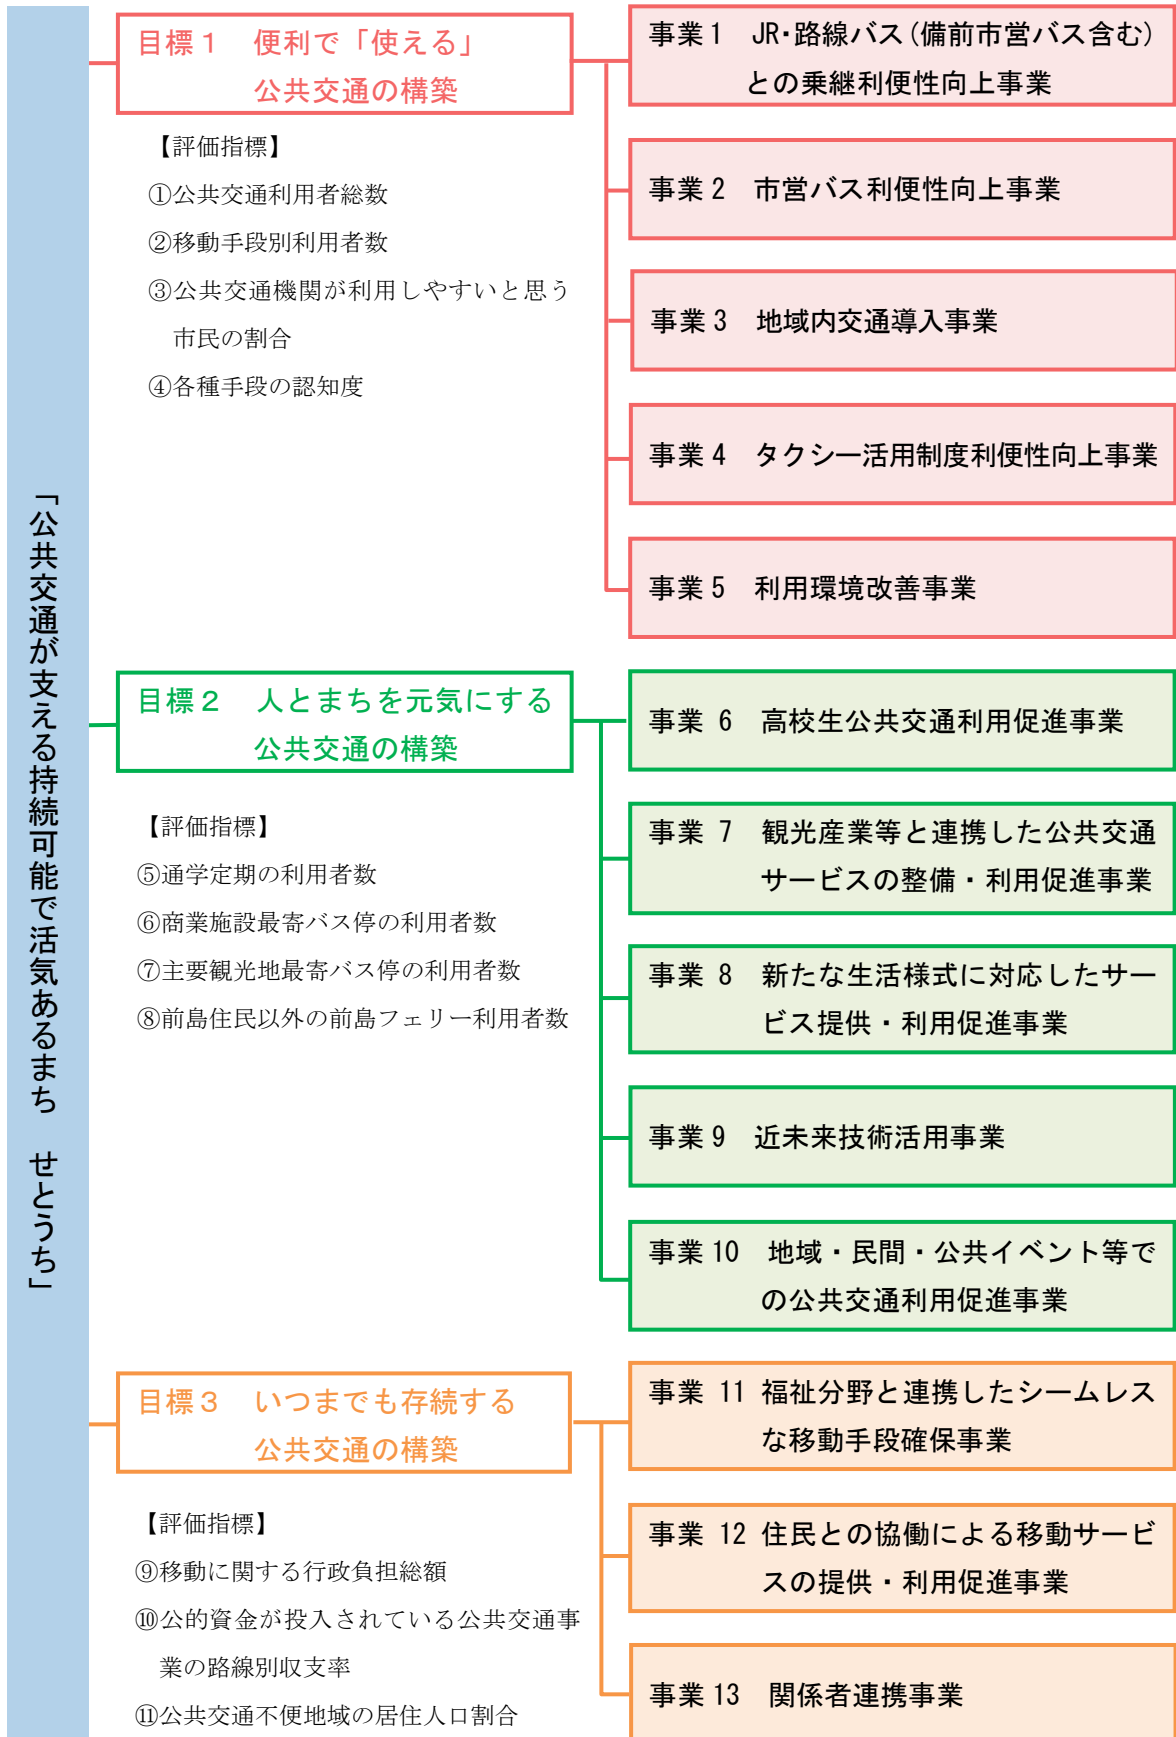 「公共交通が支える持続可能で活気あるまち　せとうち」
目標１　便利で「使える」
公共交通の構築
【評価指標】
①公共交通利用者総数
②移動手段別利用者数
③公共交通機関が利用しやすいと思う
市民の割合
④各種手段の認知度
事業１　JR・路線バス（備前市営バス含む）
との乗継利便性向上事業
事業２　市営バス利便性向上事業
事業３　地域内交通導入事業
事業４　タクシー活用制度利便性向上事業
事業５　利用環境改善事業
目標２　人とまちを元気にする
公共交通の構築
【評価指標】
⑤通学定期の利用者数
⑥商業施設最寄バス停の利用者数
⑦主要観光地最寄バス停の利用者数
⑧前島住民以外の前島フェリー利用者数
事業 6　高校生公共交通利用促進事業
事業 7　観光産業等と連携した公共交通
サービスの整備・利用促進事業
事業 8　新たな生活様式に対応したサー
ビス提供・利用促進事業
事業９　近未来技術活用事業
事業 10　地域・民間・公共イベント等で
の公共交通利用促進事業
目標３　いつまでも存続する
公共交通の構築
【評価指標】
⑨移動に関する行政負担総額
⑩公的資金が投入されている公共交通事
業の路線別収支率
⑪公共交通不便地域の居住人口割合
事業 11 福祉分野と連携したシームレス
な移動手段確保事業
事業 12 住民との協働による移動サービ
スの提供・利用促進事業
事業 13　関係者連携事業